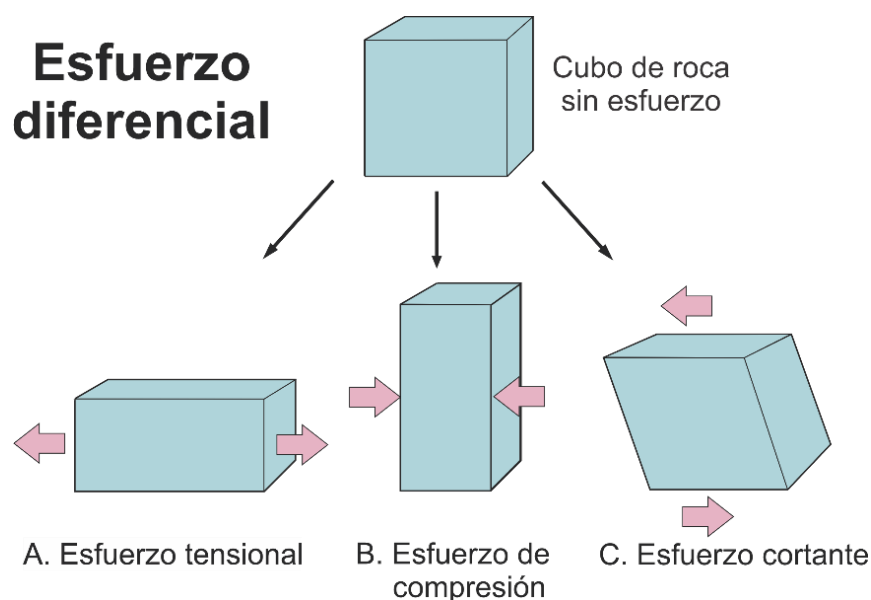 Esfuerzo
diferencial
Cubo de roca
sin esfuerzo
A. Esfuerzo tensional
B. Esfuerzo de
compresión
C. Esfuerzo cortante